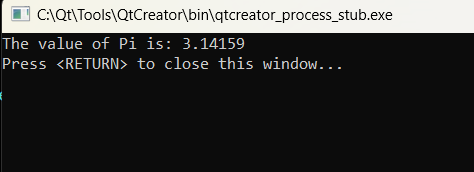 C:\Qt\Tools\QtCreator\bin\qtcreator_process_stub.exe
The value of Pi is: 3.14159
Press <RETURN> to close this window...